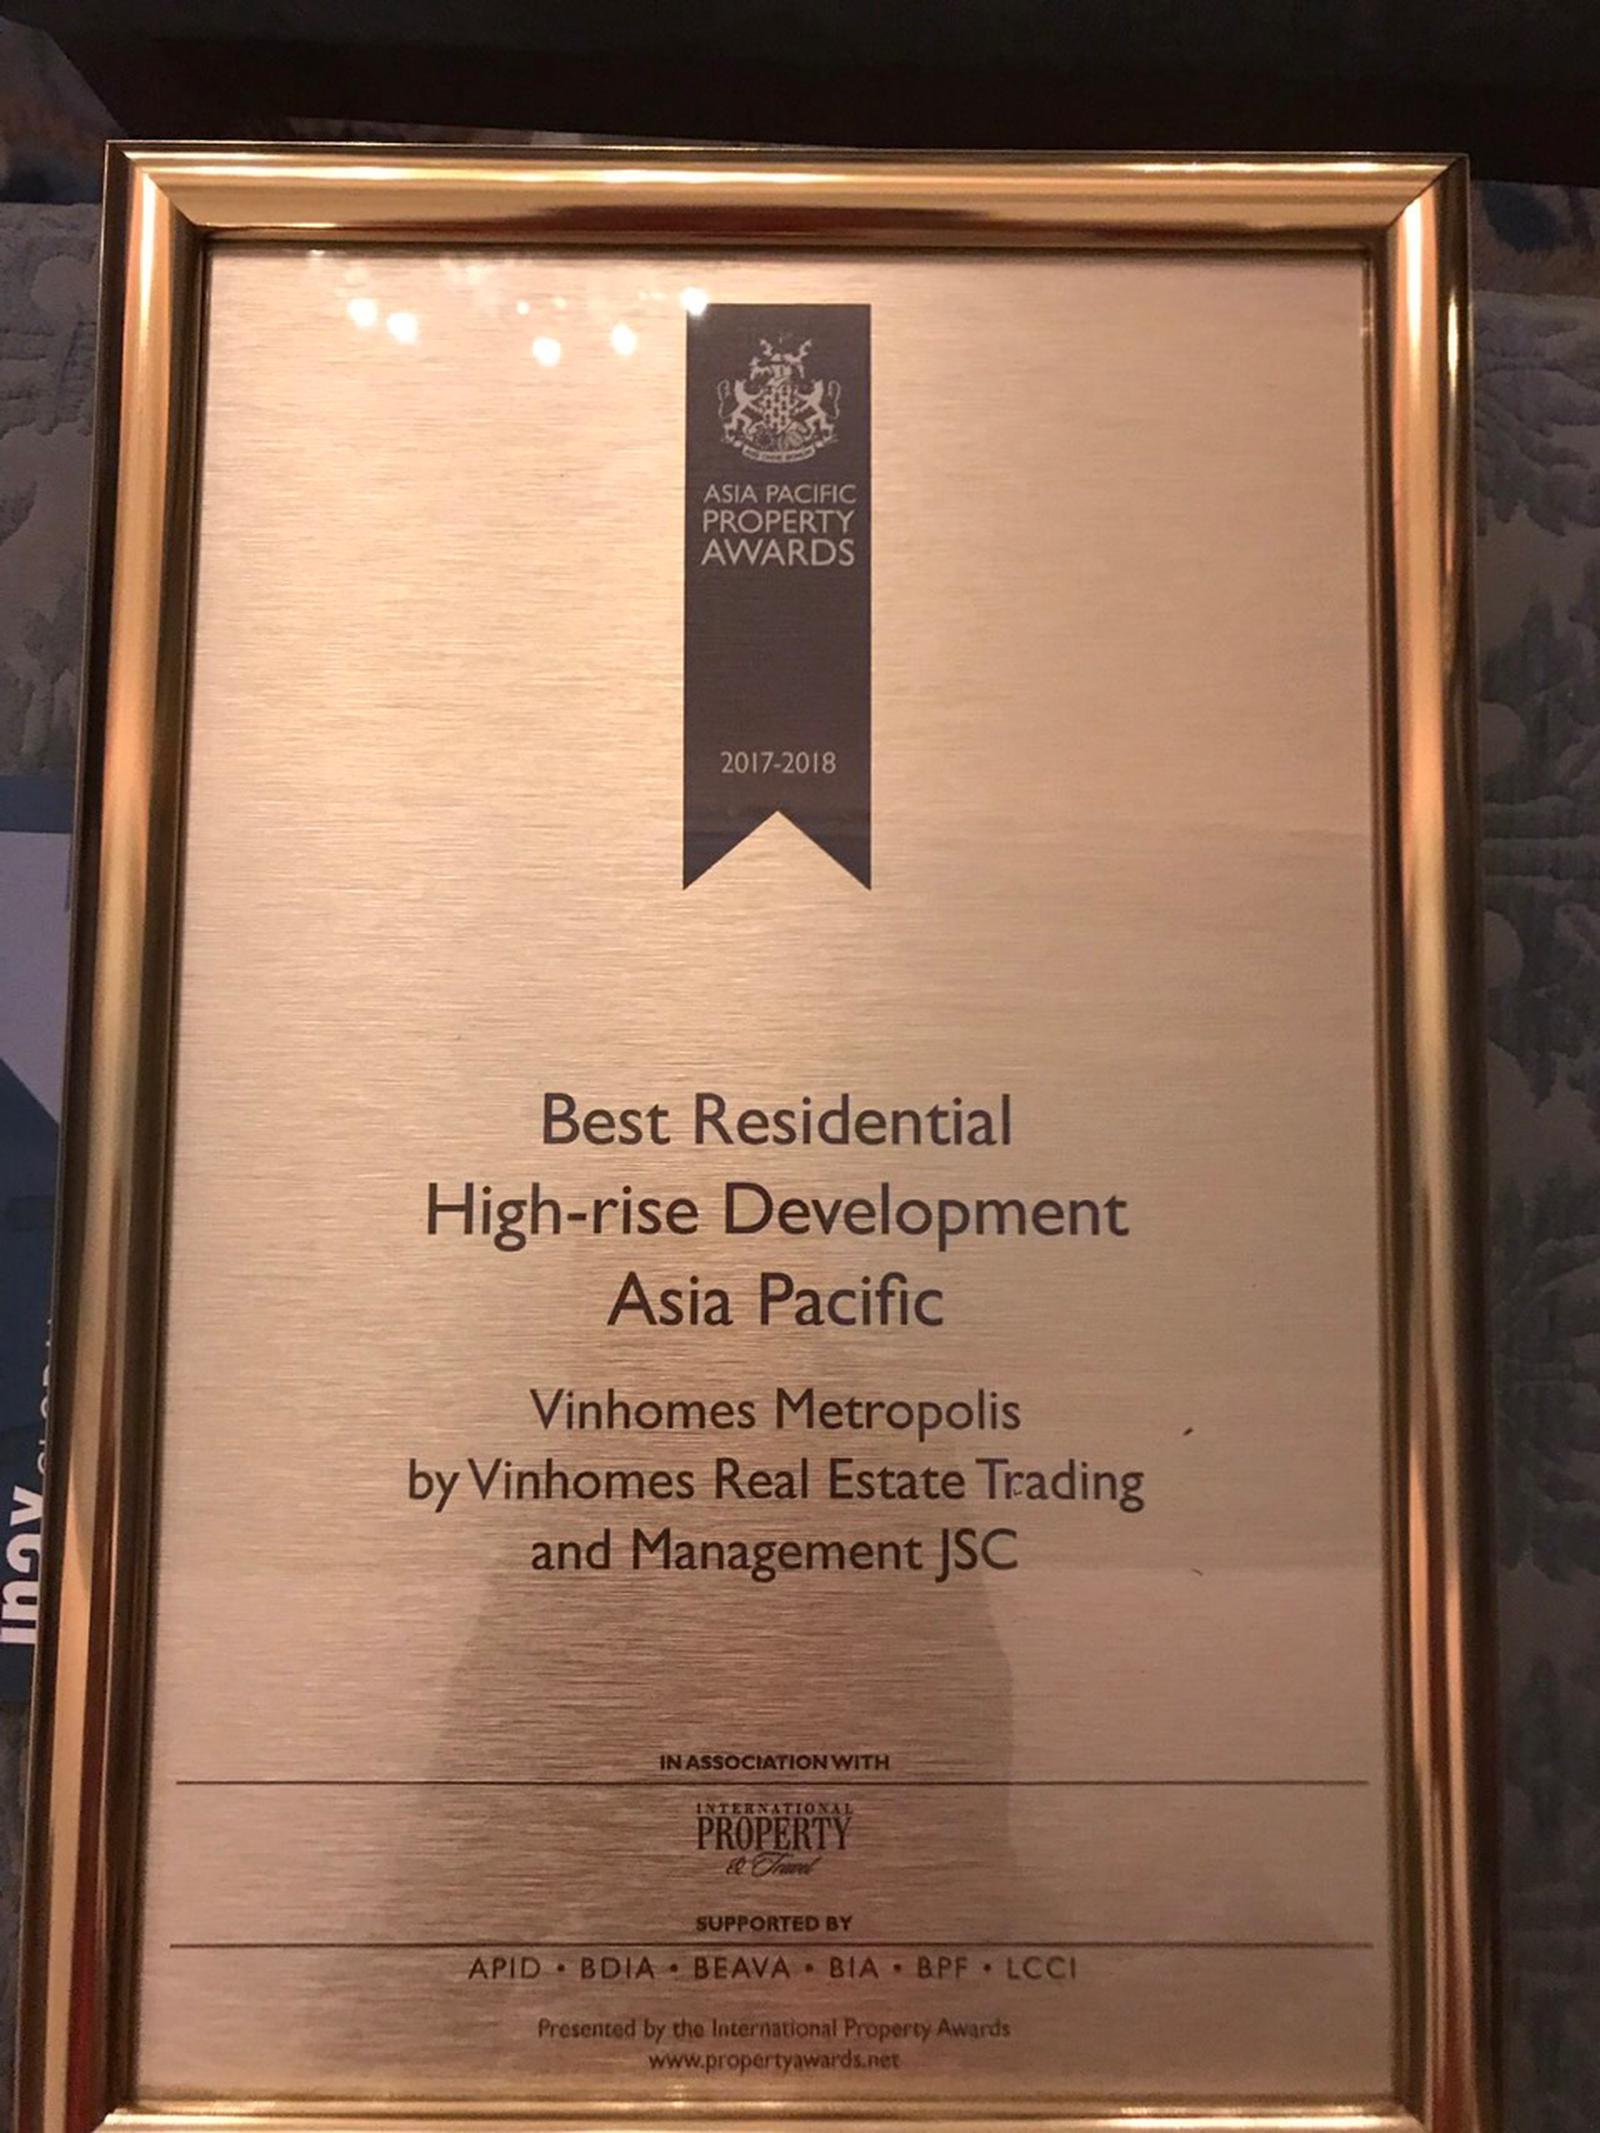 ASIA PACIFIC
PROPERTY
AWARDS
2017-2018
Best Residential
High-rise Development
Asia Pacific
Vinhomes Metropolis
by Vinhomes Real Estate Trading
and Management JSC
IN ASSOCIATION WITH
INTERNATIONAL
PROPERTY
& Travel
SUPPORTED BY
APID • BDIA • BEAVA • BIA • BPF • LCCI
Presented by the International Property Awards
www.propertyawards.net